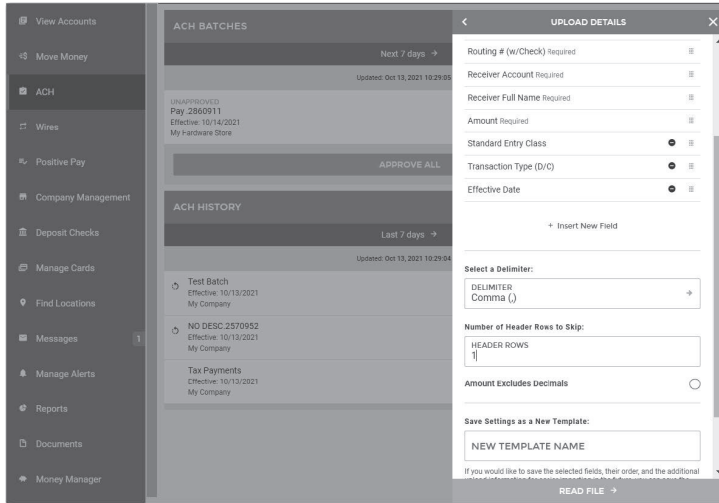 View Accounts
Move Money
ACH
Wires
Positive Pay
Company Management
Deposit Checks
Manage Cards
Find Locations
Messages 1
Manage Alerts
Reports
Documents
Money Manager
ACH BATCHES
Next 7 days →
Updated: Oct 13, 2021 10:29:05
UNAPPROVED
Pay .2860911
Effective: 10/14/2021
My Hardware Store
APPROVE ALL
ACH HISTORY
Last 7 days →
Updated: Oct 13, 2021 10:29:04
Test Batch
Effective: 10/13/2021
My Company
NO DESC.2570952
Effective: 10/13/2021
My Company
Tax Payments
Effective: 10/13/2021
My Company
UPLOAD DETAILS
Routing # (w/Check) Required
Receiver Account Required
Receiver Full Name Required
Amount Required
Standard Entry Class
Transaction Type (D/C)
Effective Date
+ Insert New Field
Select a Delimiter:
DELIMITER
Comma (,)
Number of Header Rows to Skip:
HEADER ROWS
1
Amount Excludes Decimals
Save Settings as a New Template:
NEW TEMPLATE NAME
If you would like to save the selected fields, their order, and the additional
READ FILE →